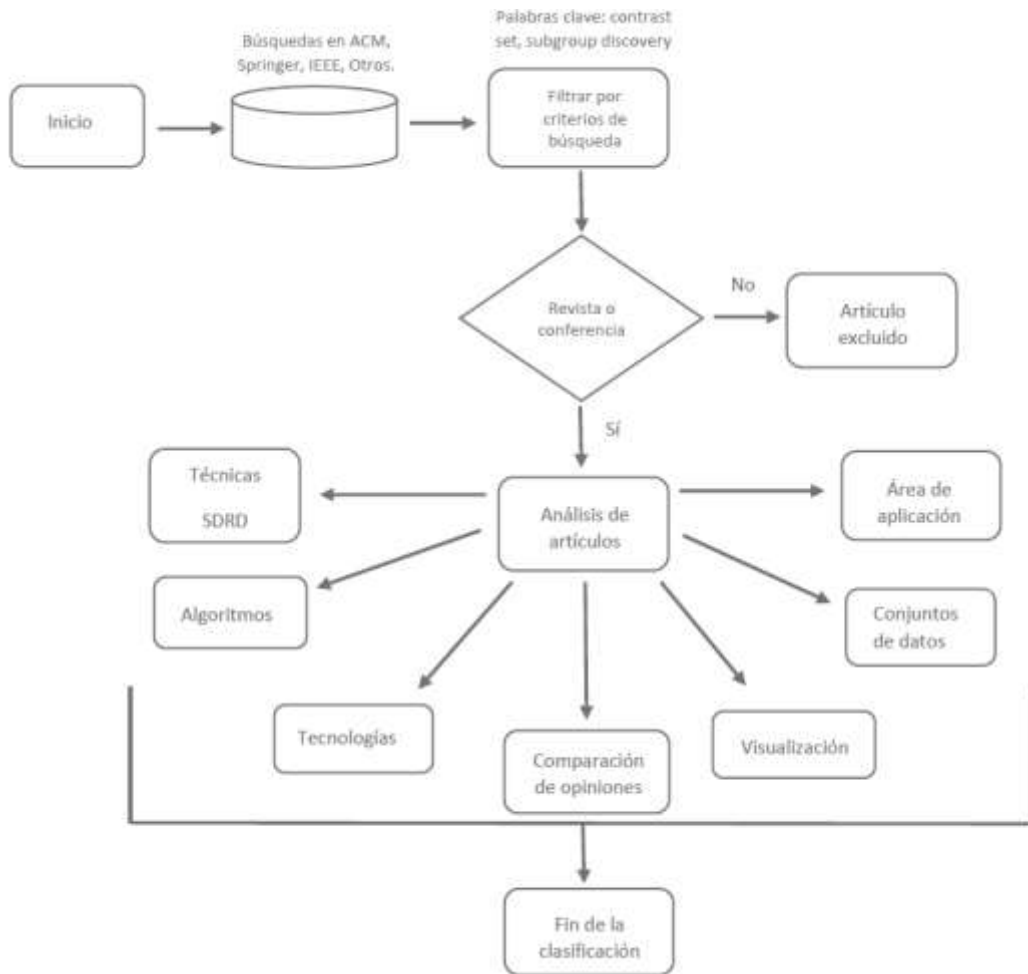 Palabras clave: contrast
set, subgroup discovery
Búsquedas en ACM,
Springer, IEEE, Otros.
Inicio
Filtrar por
criterios de
búsqueda
Revista o
conferencia
No
Artículo
excluido
Sí
Técnicas
SDRD
Análisis de
artículos
Área de
aplicación
Algoritmos
Conjuntos
de datos
Tecnologías
Comparación
de opiniones
Visualización
Fin de la
clasificación